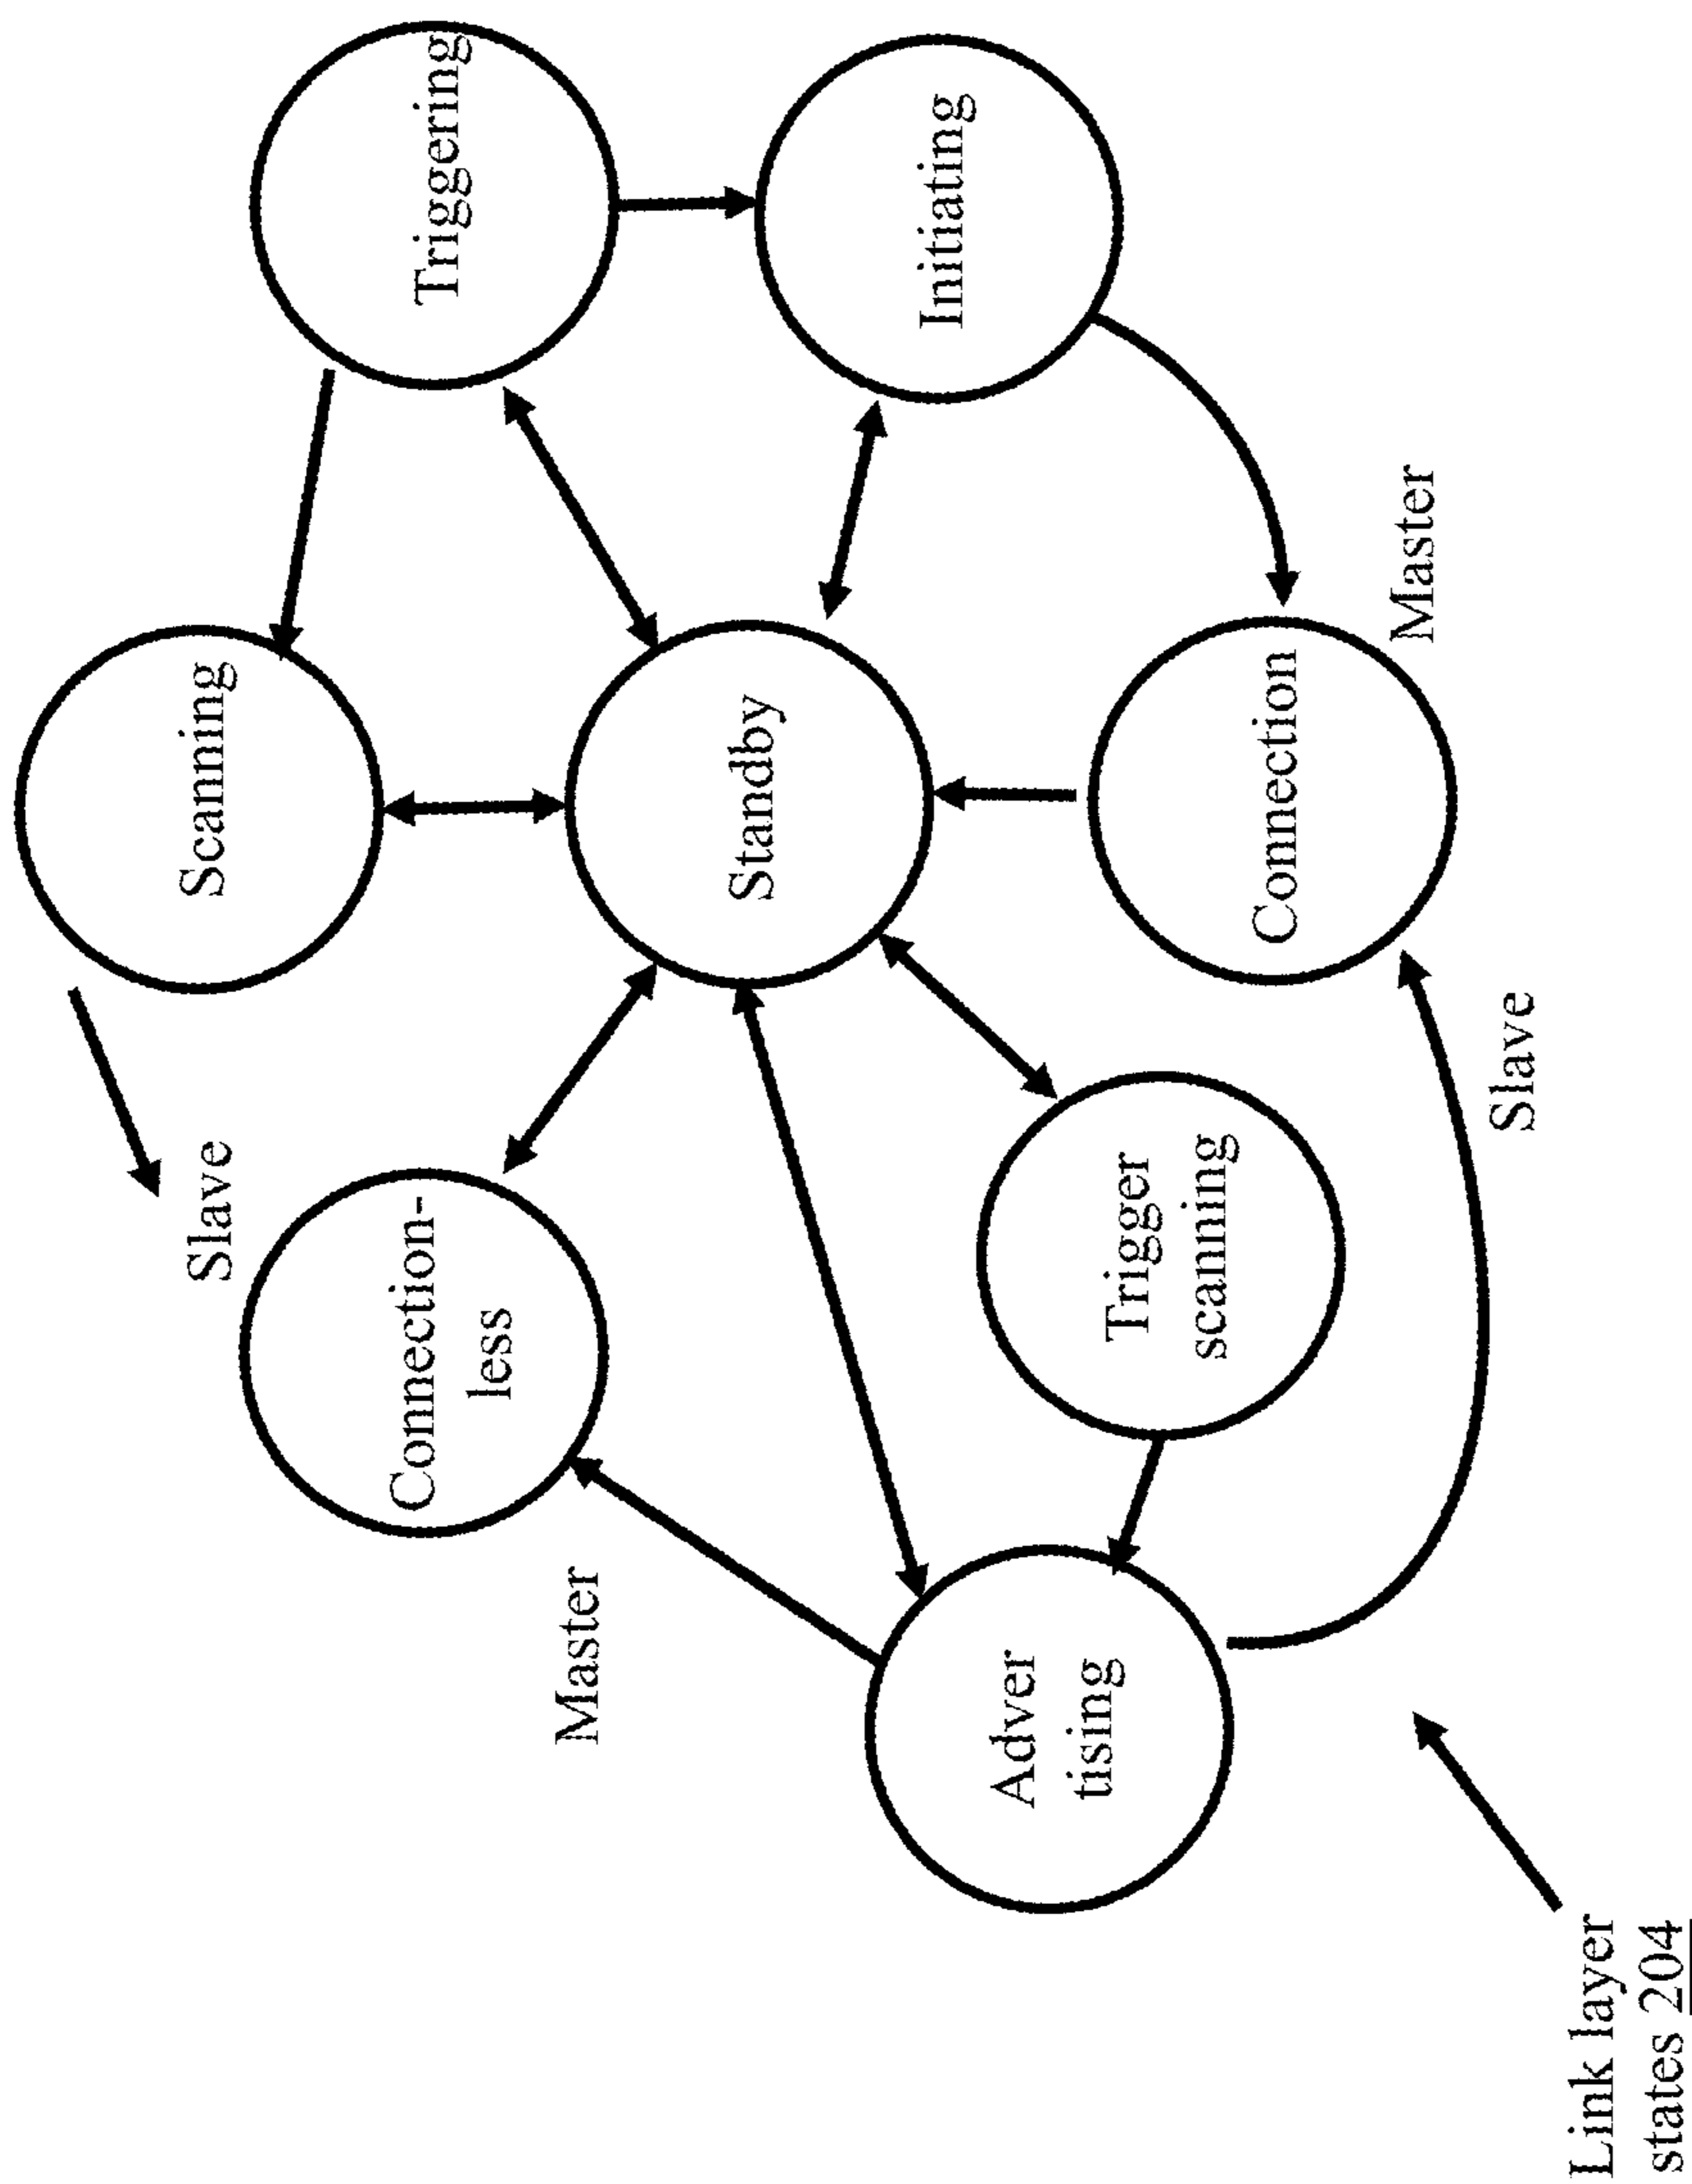 Slave
Scanning
Connection-
less
Triggering
Master
Standby
Initiating
Adver
tising
Trigger
scanning
Connection
Master
Slave
Link layer
states 204